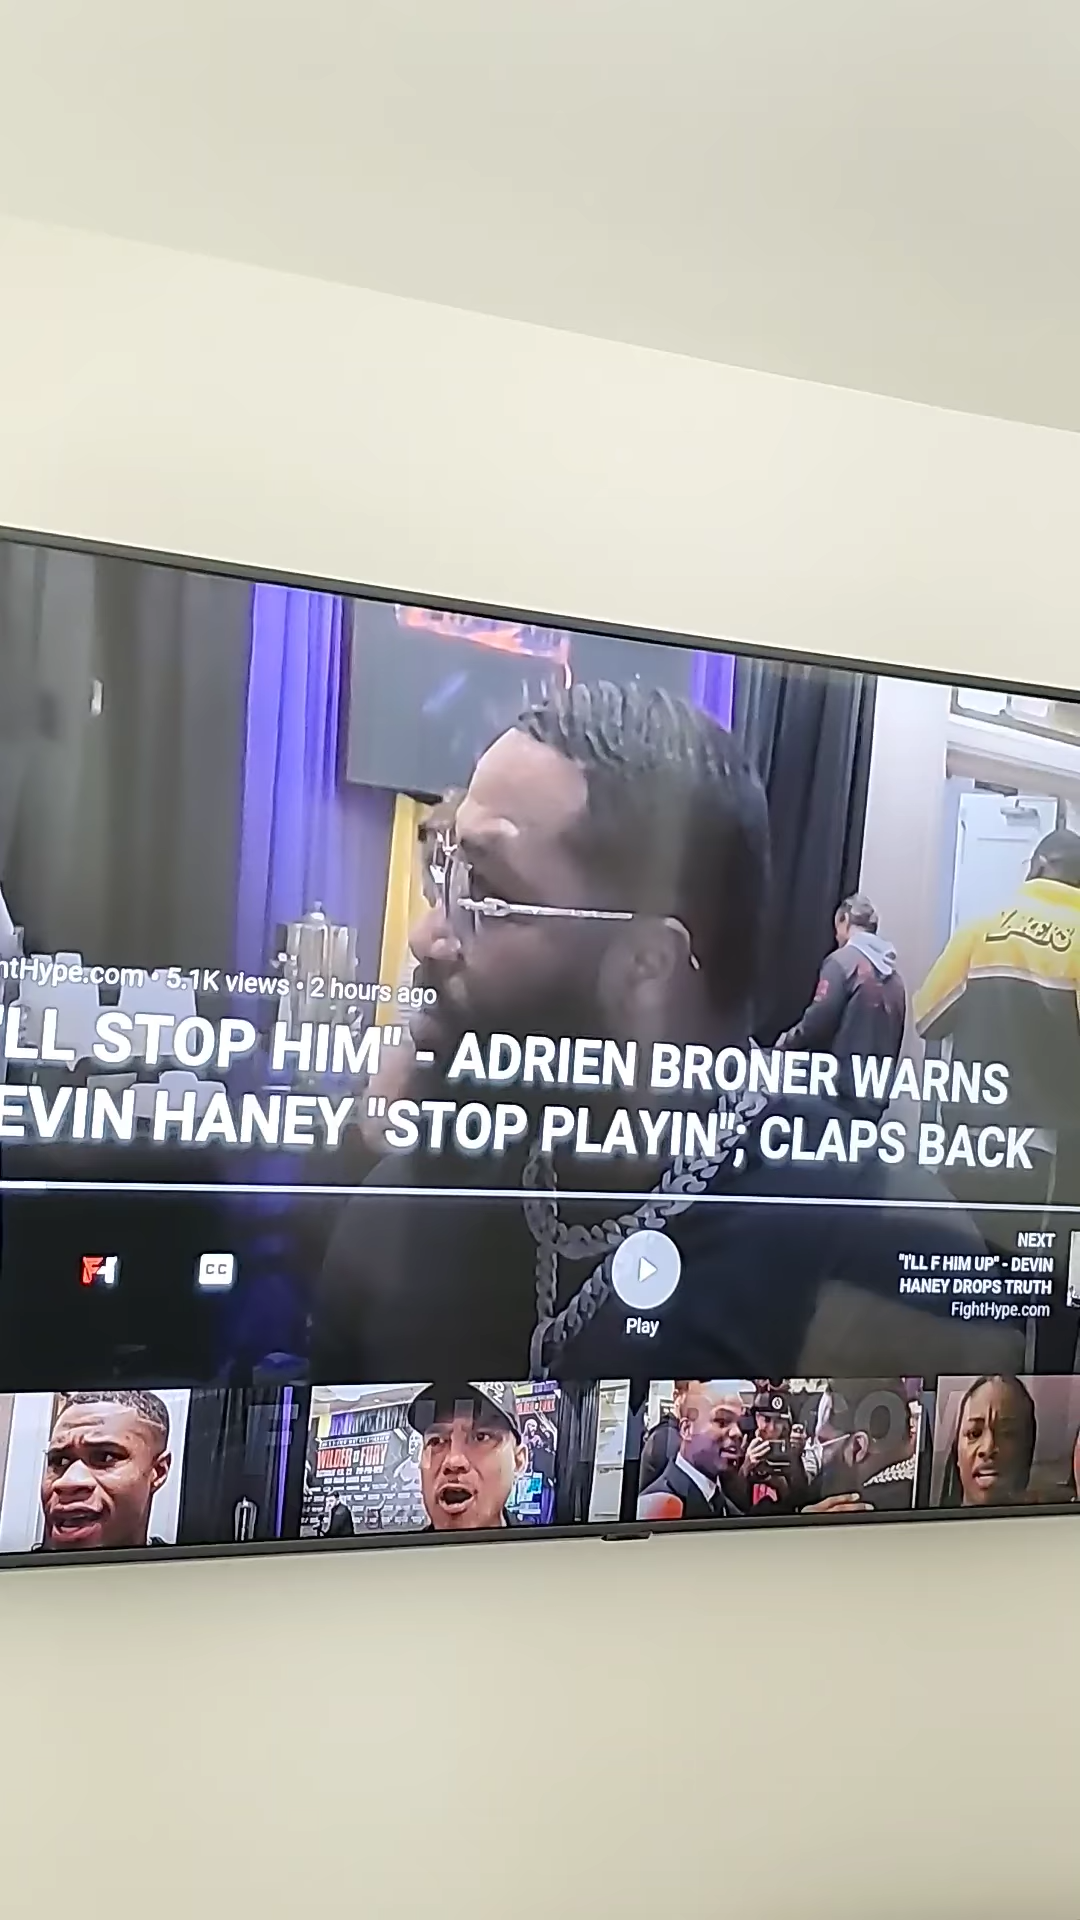 ntHype.com • 5.1K views • 2 hours ago
'LL STOP HIM" - ADRIEN BRONER WARNS
EVIN HANEY "STOP PLAYIN"; CLAPS BACK
CC
Play
NEXT
"I'LL F HIM UP" - DEVIN
HANEY DROPS TRUTH
FightHype.com
WILDER
FURY